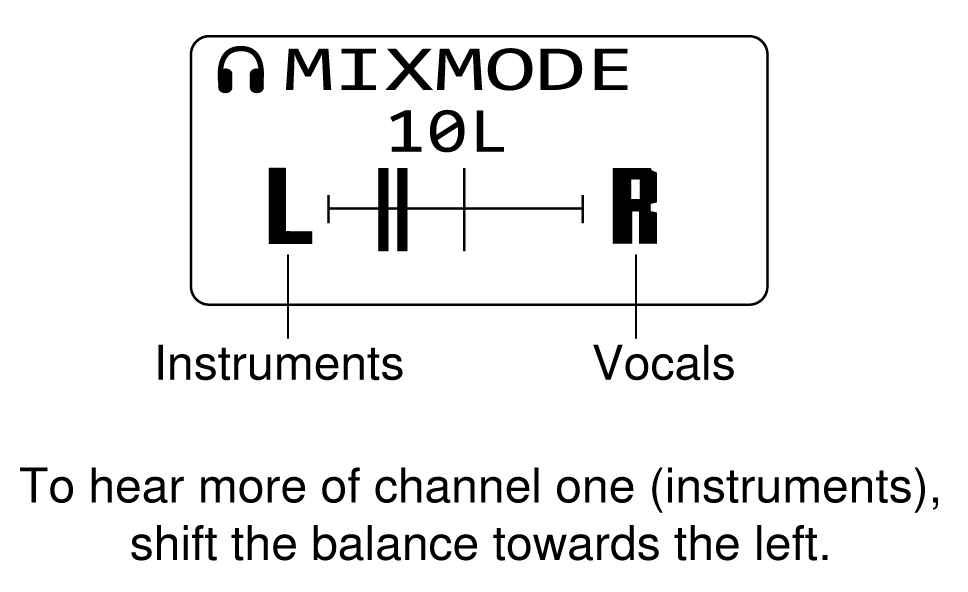 MIXMODE
10L
L R
Instruments Vocals
To hear more of channel one (instruments),
shift the balance towards the left.